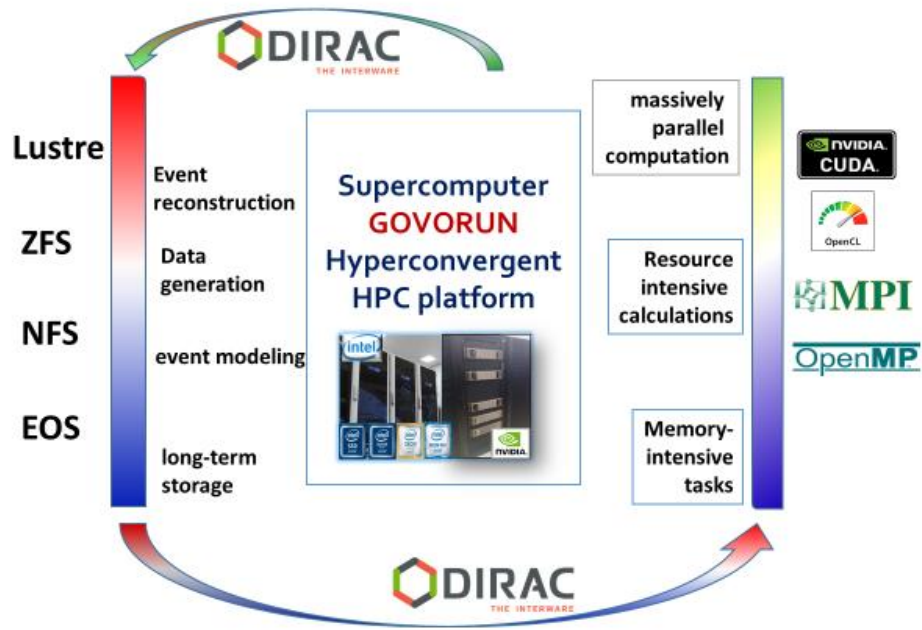 DIRAC
THE INTERWARE
Lustre
ZFS
NFS
EOS
Event
reconstruction
Data
generation
event modeling
long-term
storage
Supercomputer
GOVORUN
Hyperconvergent
HPC platform
intel
NVIDIA.
massively
parallel
computation
Resource
intensive
calculations
Memory-
intensive
tasks
NVIDIA.
CUDA.
OpenCL
MPI
OpenMP
DIRAC
THE INTERWARE